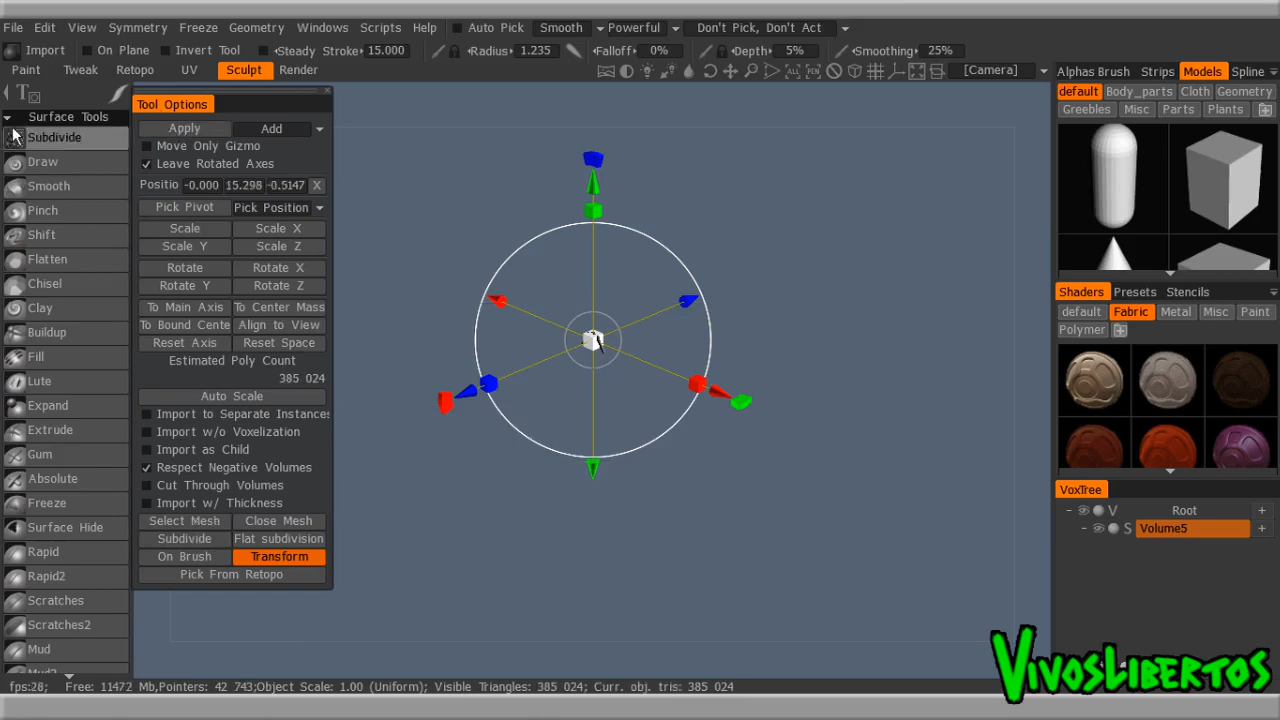 File Edit View Symmetry Freeze Geometry Windows Scripts Help Auto Pick Smooth Powerful Don't Pick, Don't Act
Import On Plane Invert Tool Steady Stroke: 15.000 Radius: 1.235 Falloff: 0% Depth: 5% Smoothing: 25%
Paint Tweak Retopo UV Sculpt Render [Camera]
Surface Tools
Subdivide
Draw
Smooth
Pinch
Shift
Flatten
Chisel
Clay
Buildup
Fill
Lute
Expand
Extrude
Gum
Absolute
Freeze
Surface Hide
Rapid
Rapid2
Scratches
Scratches2
Mud
Mud2
Tool Options
Apply Add
Move Only Gizmo
Leave Rotated Axes
Positio -0.000 15.298 -0.5147 X
Pick Pivot Pick Position
Scale Scale X
Scale Y Scale Z
Rotate Rotate X
Rotate Y Rotate Z
To Main Axis To Center Mass
To Bound Cente Align to View
Reset Axis Reset Space
Estimated Poly Count
385 024
Auto Scale
Import to Separate Instances
Import w/o Voxelization
Import as Child
Respect Negative Volumes
Cut Through Volumes
Import w/ Thickness
Select Mesh Close Mesh
Subdivide Flat subdivision
On Brush Transform
Pick From Retopo
Alphas Brush Strips Models Spline
default Body_parts Cloth Geometry
Greebles Misc Parts Plants
Shaders Presets Stencils
default Fabric Metal Misc Paint
Polymer
VoxTree
V Root +
S Volume5 +
VivosLibertos
fps:28; Free: 11472 Mb,Pointers: 42 743;Object Scale: 1.00 (Uniform); Visible Triangles: 385 024; Curr. obj. tris: 385 024;